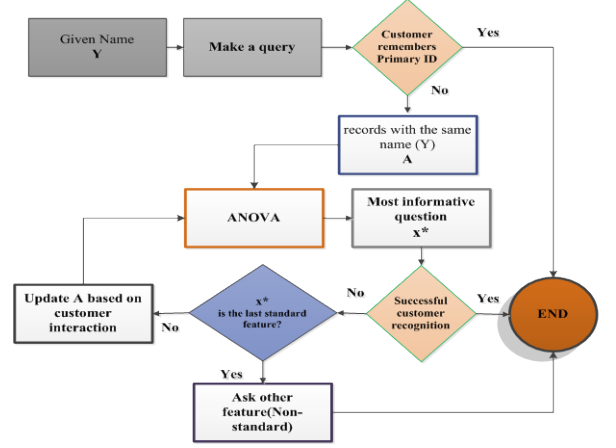 Given Name
Y
Make a query
Customer
remembers
Primary ID
Yes
No
records with the same
name (Y)
A
ANOVA
Most informative
question
x*
Update A based on
customer
interaction
No
x*
is the last standard
feature?
No
Successful
customer
recognition
Yes
END
Yes
Ask other
feature(Non-
standard)